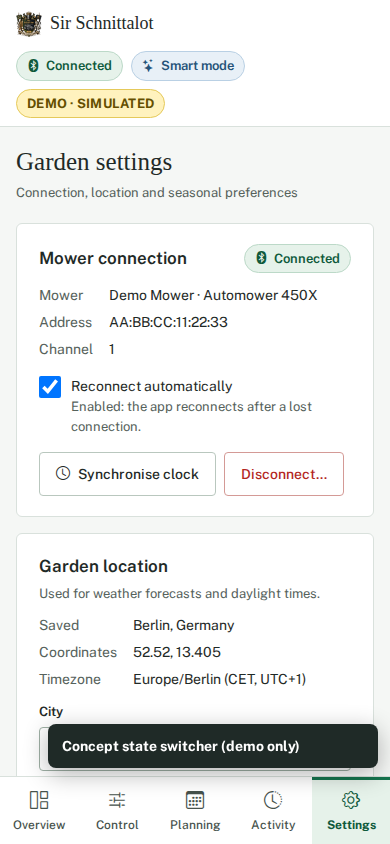 Sir Schnittalot
Connected
Smart mode
DEMO · SIMULATED
Garden settings
Connection, location and seasonal preferences
Mower connection
Connected
Mower Demo Mower · Automower 450X
Address AA:BB:CC:11:22:33
Channel 1
Reconnect automatically
Enabled: the app reconnects after a lost
connection.
Synchronise clock
Disconnect...
Garden location
Used for weather forecasts and daylight times.
Saved Berlin, Germany
Coordinates 52.52, 13.405
Timezone Europe/Berlin (CET, UTC+1)
City
Concept state switcher (demo only)
Overview
Control
Planning
Activity
Settings